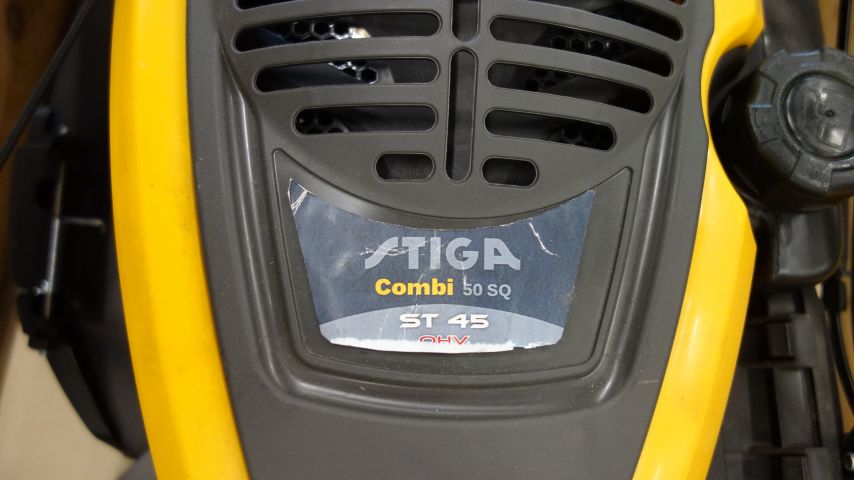 STIGA
Combi 50 SQ
ST 45
OHV